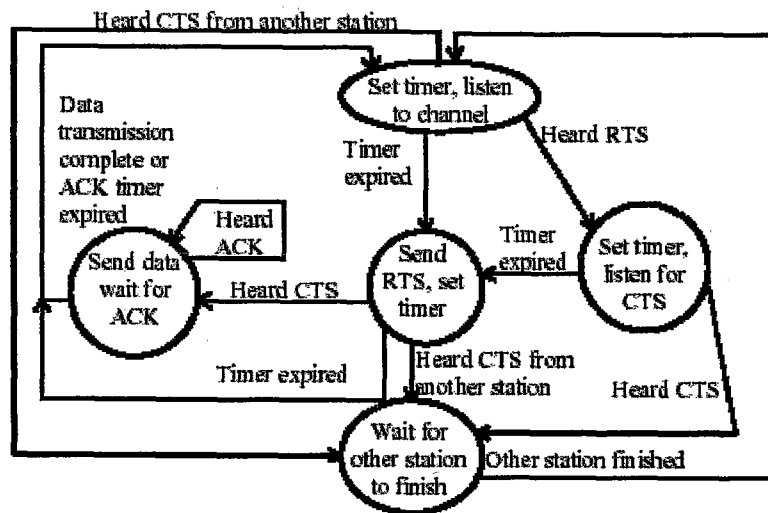 Heard CTS from another station
Set timer, listen
to channel
Data
transmission
complete or
ACK timer
expired
Timer
expired
Heard RTS
Heard
ACK
Send data
wait for
ACK
Heard CTS
Send
RTS, set
timer
Timer
expired
Set timer,
listen for
CTS
Timer expired
Heard CTS from
another station
Heard CTS
Wait for
other station
to finish
Other station finished